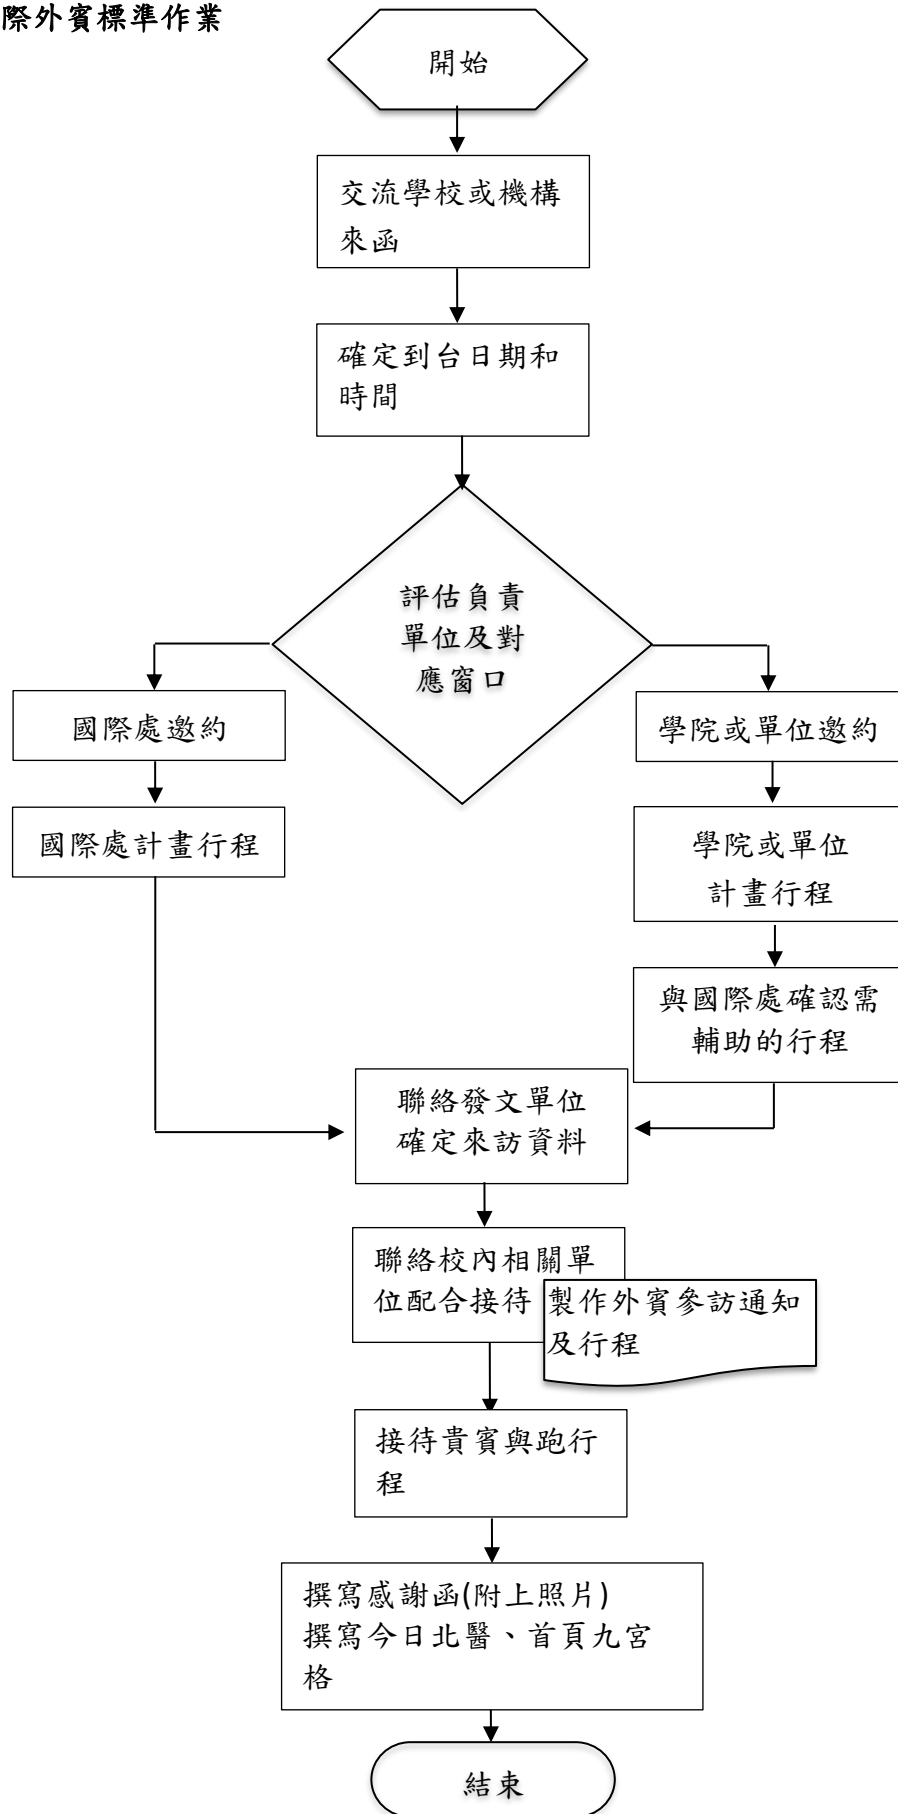 際外賓標準作業
開始
交流學校或機構
來函
確定到台日期和
時間
評估負責
單位及對
應窗口
國際處邀約
學院或單位邀約
國際處計畫行程
學院或單位
計畫行程
與國際處確認需
輔助的行程
聯絡發文單位
確定來訪資料
聯絡校內相關單
位配合接待
製作外賓參訪通知
及行程
接待貴賓與跑行
程
撰寫感謝函(附上照片)
撰寫今日北醫、首頁九宮
格
結束